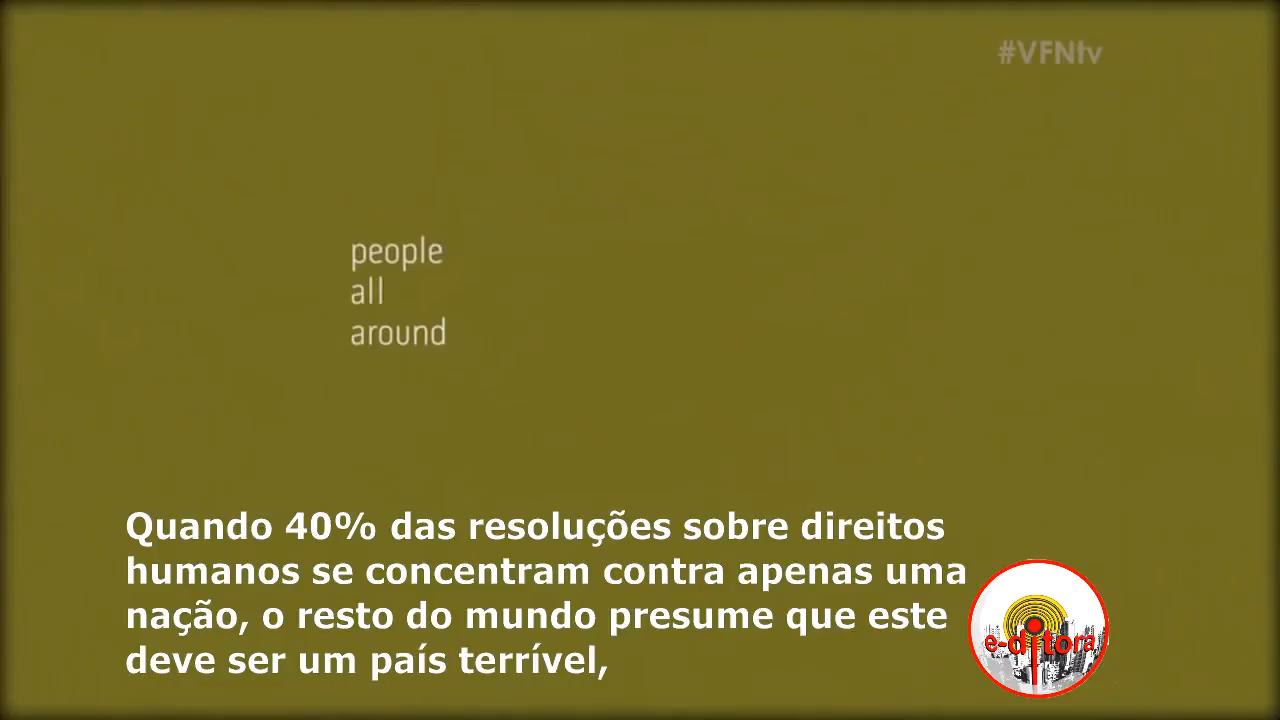 #VFNtv
people
all
around
Quando 40% das resoluções sobre direitos
humanos se concentram contra apenas uma
nação, o resto do mundo presume que este
deve ser um país terrível,
e-ditora